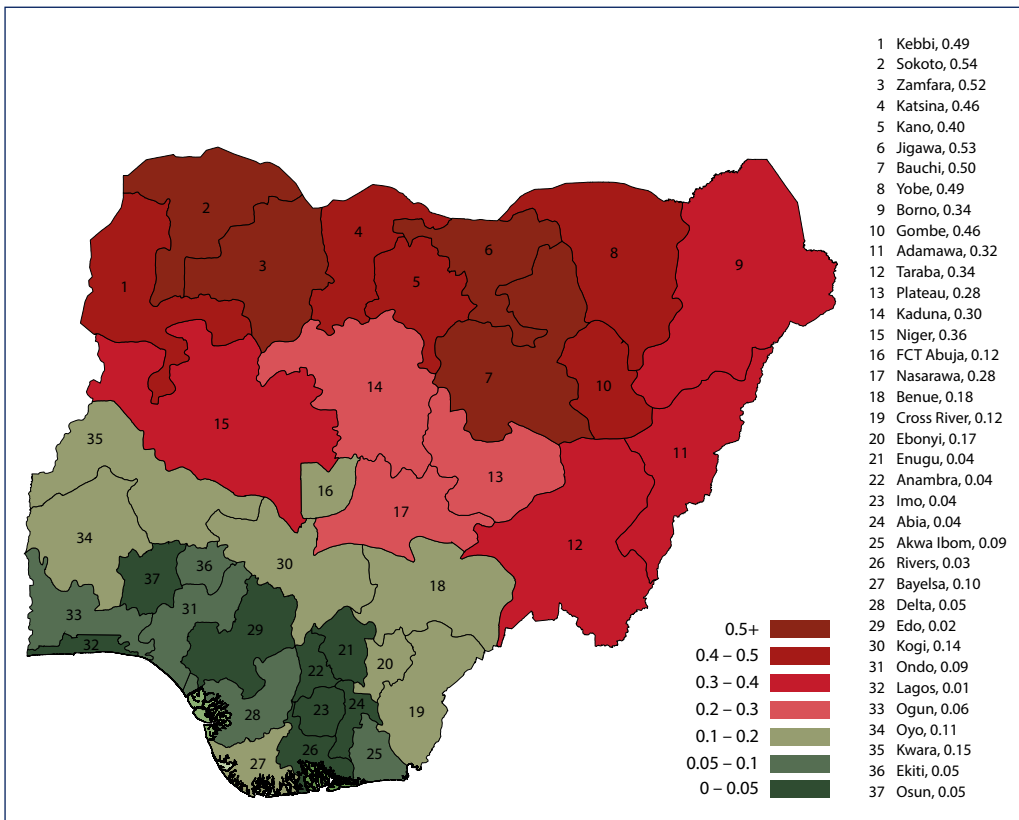 1 Kebbi, 0.49
2 Sokoto, 0.54
3 Zamfara, 0.52
4 Katsina, 0.46
5 Kano, 0.40
6 Jigawa, 0.53
7 Bauchi, 0.50
8 Yobe, 0.49
9 Borno, 0.34
10 Gombe, 0.46
11 Adamawa, 0.32
12 Taraba, 0.34
13 Plateau, 0.28
14 Kaduna, 0.30
15 Niger, 0.36
16 FCT Abuja, 0.12
17 Nasarawa, 0.28
18 Benue, 0.18
19 Cross River, 0.12
20 Ebonyi, 0.17
21 Enugu, 0.04
22 Anambra, 0.04
23 Imo, 0.04
24 Abia, 0.04
25 Akwa Ibom, 0.09
26 Rivers, 0.03
27 Bayelsa, 0.10
28 Delta, 0.05
29 Edo, 0.02
30 Kogi, 0.14
31 Ondo, 0.09
32 Lagos, 0.01
33 Ogun, 0.06
34 Oyo, 0.11
35 Kwara, 0.15
36 Ekiti, 0.05
37 Osun, 0.05
2
4
6
8
3
9
5
1
7
14
10
15
35
11
13
16
17
34
12
30
37
36
18
31
33
29
32
21
20
22
24
23
19
28
26
25
27
0.5+
0.4 – 0.5
0.3 – 0.4
0.2 – 0.3
0.1 – 0.2
0.05 – 0.1
0 – 0.05